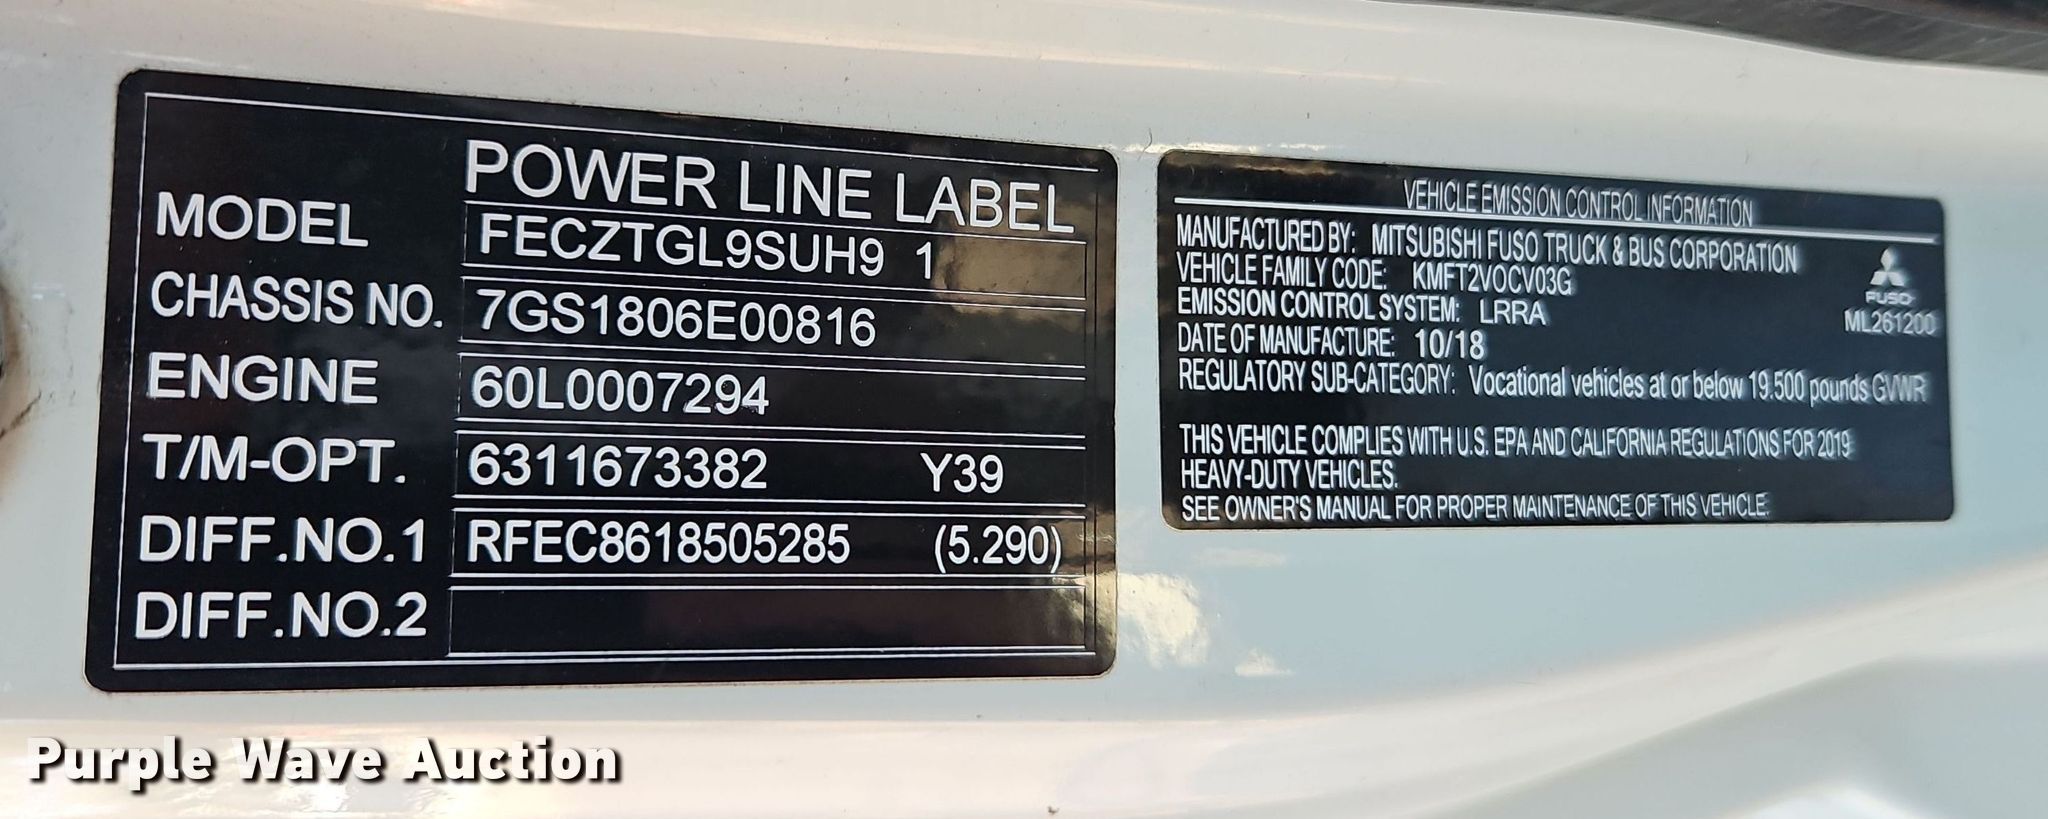 POWER LINE LABEL
MODEL FECZTGL9SUH9 1
CHASSIS NO. 7GS1806E00816
ENGINE 60L0007294
T/M-OPT. 6311673382 Y39
DIFF.NO.1 RFEC8618505285 (5.290)
DIFF.NO.2
VEHICLE EMISSION CONTROL INFORMATION
MANUFACTURED BY: MITSUBISHI FUSO TRUCK & BUS CORPORATION
VEHICLE FAMILY CODE: KMFT2VOCV03G
EMISSION CONTROL SYSTEM: LRRA
DATE OF MANUFACTURE: 10/18
REGULATORY SUB-CATEGORY: Vocational vehicles at or below 19.500 pounds GVWR
FUSO
ML261200
THIS VEHICLE COMPLIES WITH U.S. EPA AND CALIFORNIA REGULATIONS FOR 2019
HEAVY-DUTY VEHICLES.
SEE OWNER'S MANUAL FOR PROPER MAINTENANCE OF THIS VEHICLE.
Purple Wave Auction